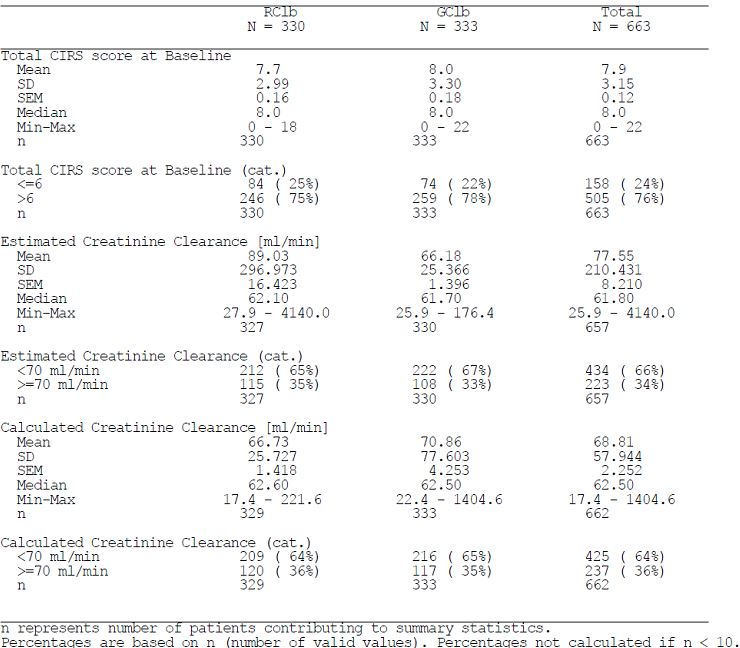 RClb GClb Total
N = 330 N = 333 N = 663
Total CIRS score at Baseline
Mean 7.7 8.0 7.9
SD 2.99 3.30 3.15
SEM 0.16 0.18 0.12
Median 8.0 8.0 8.0
Min-Max 0 - 18 0 - 22 0 - 22
n 330 333 663
Total CIRS score at Baseline (cat.)
<=6 84 ( 25%) 74 ( 22%) 158 ( 24%)
>6 246 ( 75%) 259 ( 78%) 505 ( 76%)
n 330 333 663
Estimated Creatinine Clearance [ml/min]
Mean 89.03 66.18 77.55
SD 296.973 25.366 210.431
SEM 16.423 1.396 8.210
Median 62.10 61.70 61.80
Min-Max 27.9 - 4140.0 25.9 - 176.4 25.9 - 4140.0
n 327 330 657
Estimated Creatinine Clearance (cat.)
<70 ml/min 212 ( 65%) 222 ( 67%) 434 ( 66%)
>=70 ml/min 115 ( 35%) 108 ( 33%) 223 ( 34%)
n 327 330 657
Calculated Creatinine Clearance [ml/min]
Mean 66.73 70.86 68.81
SD 25.727 77.603 57.944
SEM 1.418 4.253 2.252
Median 62.60 62.50 62.50
Min-Max 17.4 - 221.6 22.4 - 1404.6 17.4 - 1404.6
n 329 333 662
Calculated Creatinine Clearance (cat.)
<70 ml/min 209 ( 64%) 216 ( 65%) 425 ( 64%)
>=70 ml/min 120 ( 36%) 117 ( 35%) 237 ( 36%)
n 329 333 662
n represents number of patients contributing to summary statistics.
Percentages are based on n (number of valid values). Percentages not calculated if n < 10.